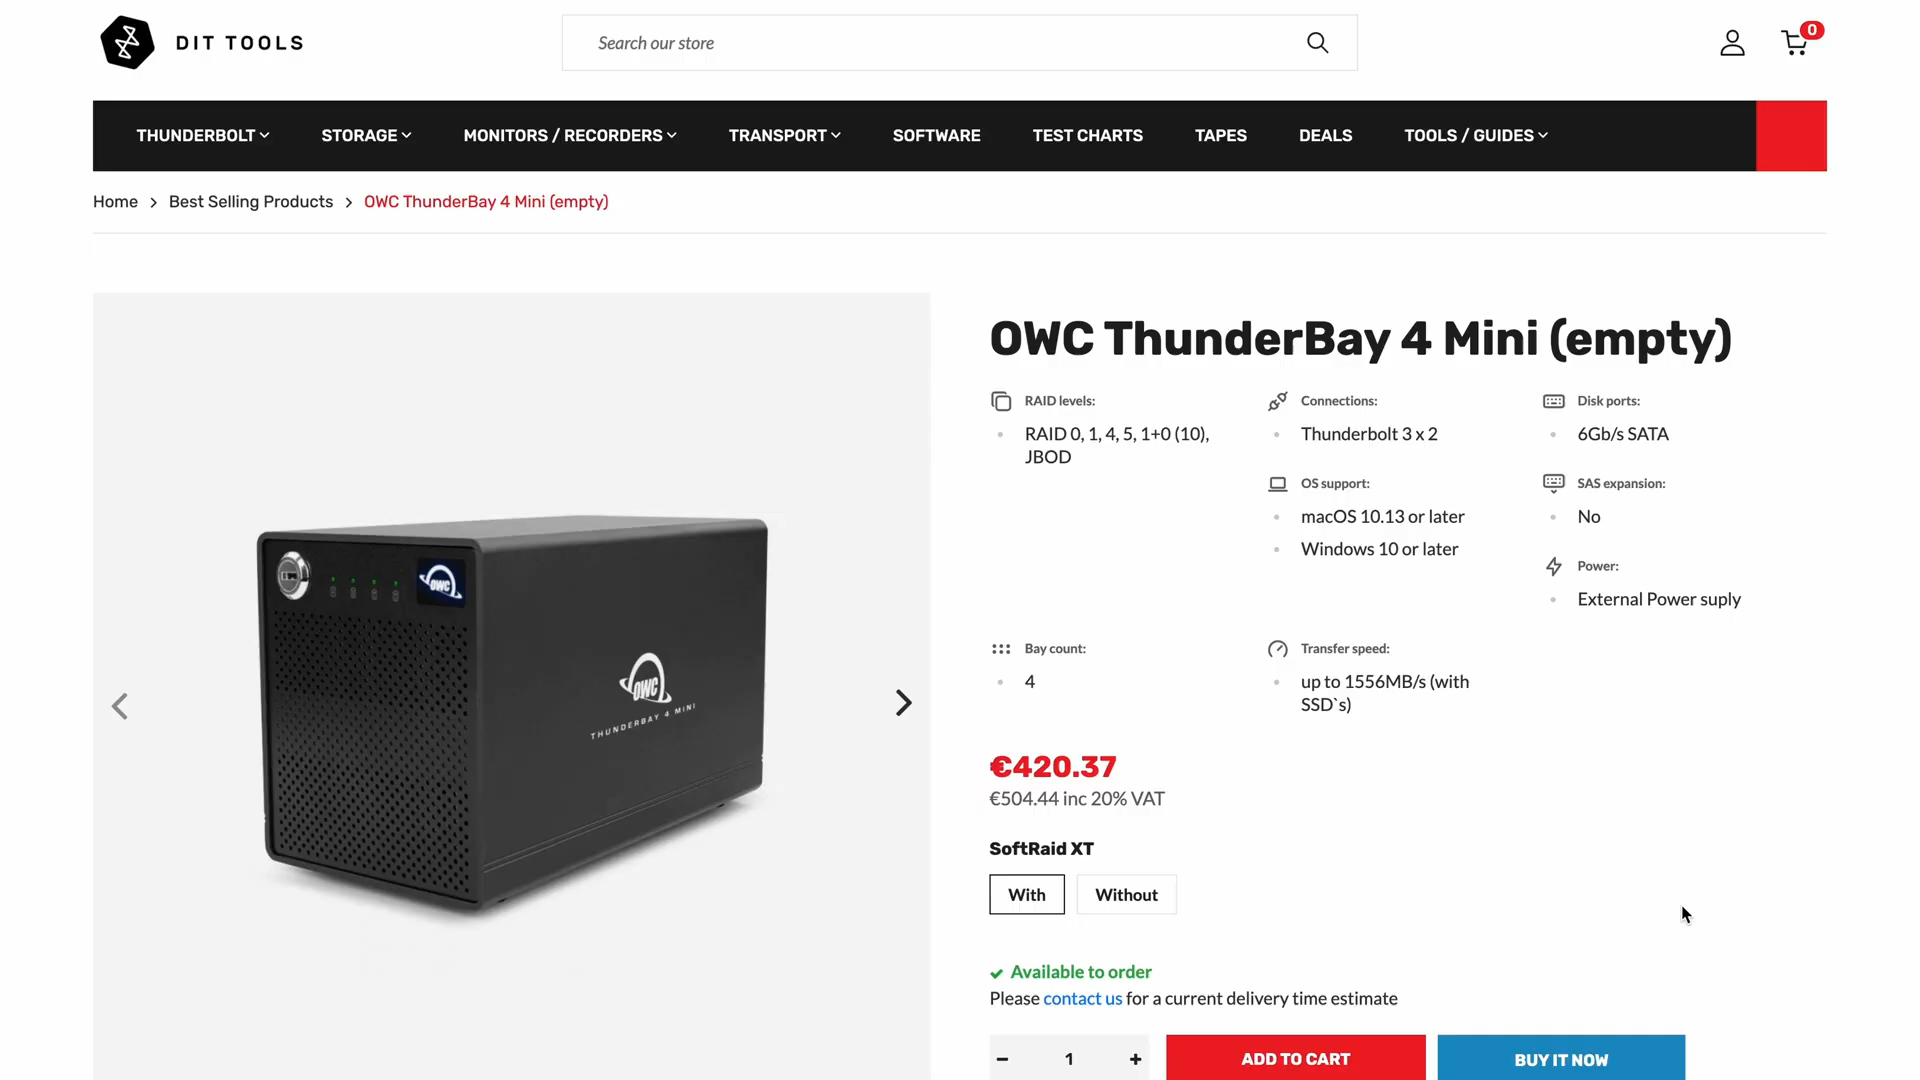 DIT TOOLS
Search our store
0
THUNDERBOLT
STORAGE
MONITORS / RECORDERS
TRANSPORT
SOFTWARE
TEST CHARTS
TAPES
DEALS
TOOLS / GUIDES
Home > Best Selling Products > OWC ThunderBay 4 Mini (empty)
OWC ThunderBay 4 Mini (empty)
RAID levels:
RAID 0, 1, 4, 5, 1+0 (10),
JBOD
Connections:
Thunderbolt 3 x 2
Disk ports:
6Gb/s SATA
OS support:
macOS 10.13 or later
Windows 10 or later
SAS expansion:
No
Power:
External Power suply
Bay count:
4
Transfer speed:
up to 1556MB/s (with
SSD`s)
OWC
OWC
THUNDERBAY 4 MINI
€420.37
€504.44 inc 20% VAT
SoftRaid XT
With
Without
Available to order
Please contact us for a current delivery time estimate
− 1 +
ADD TO CART
BUY IT NOW